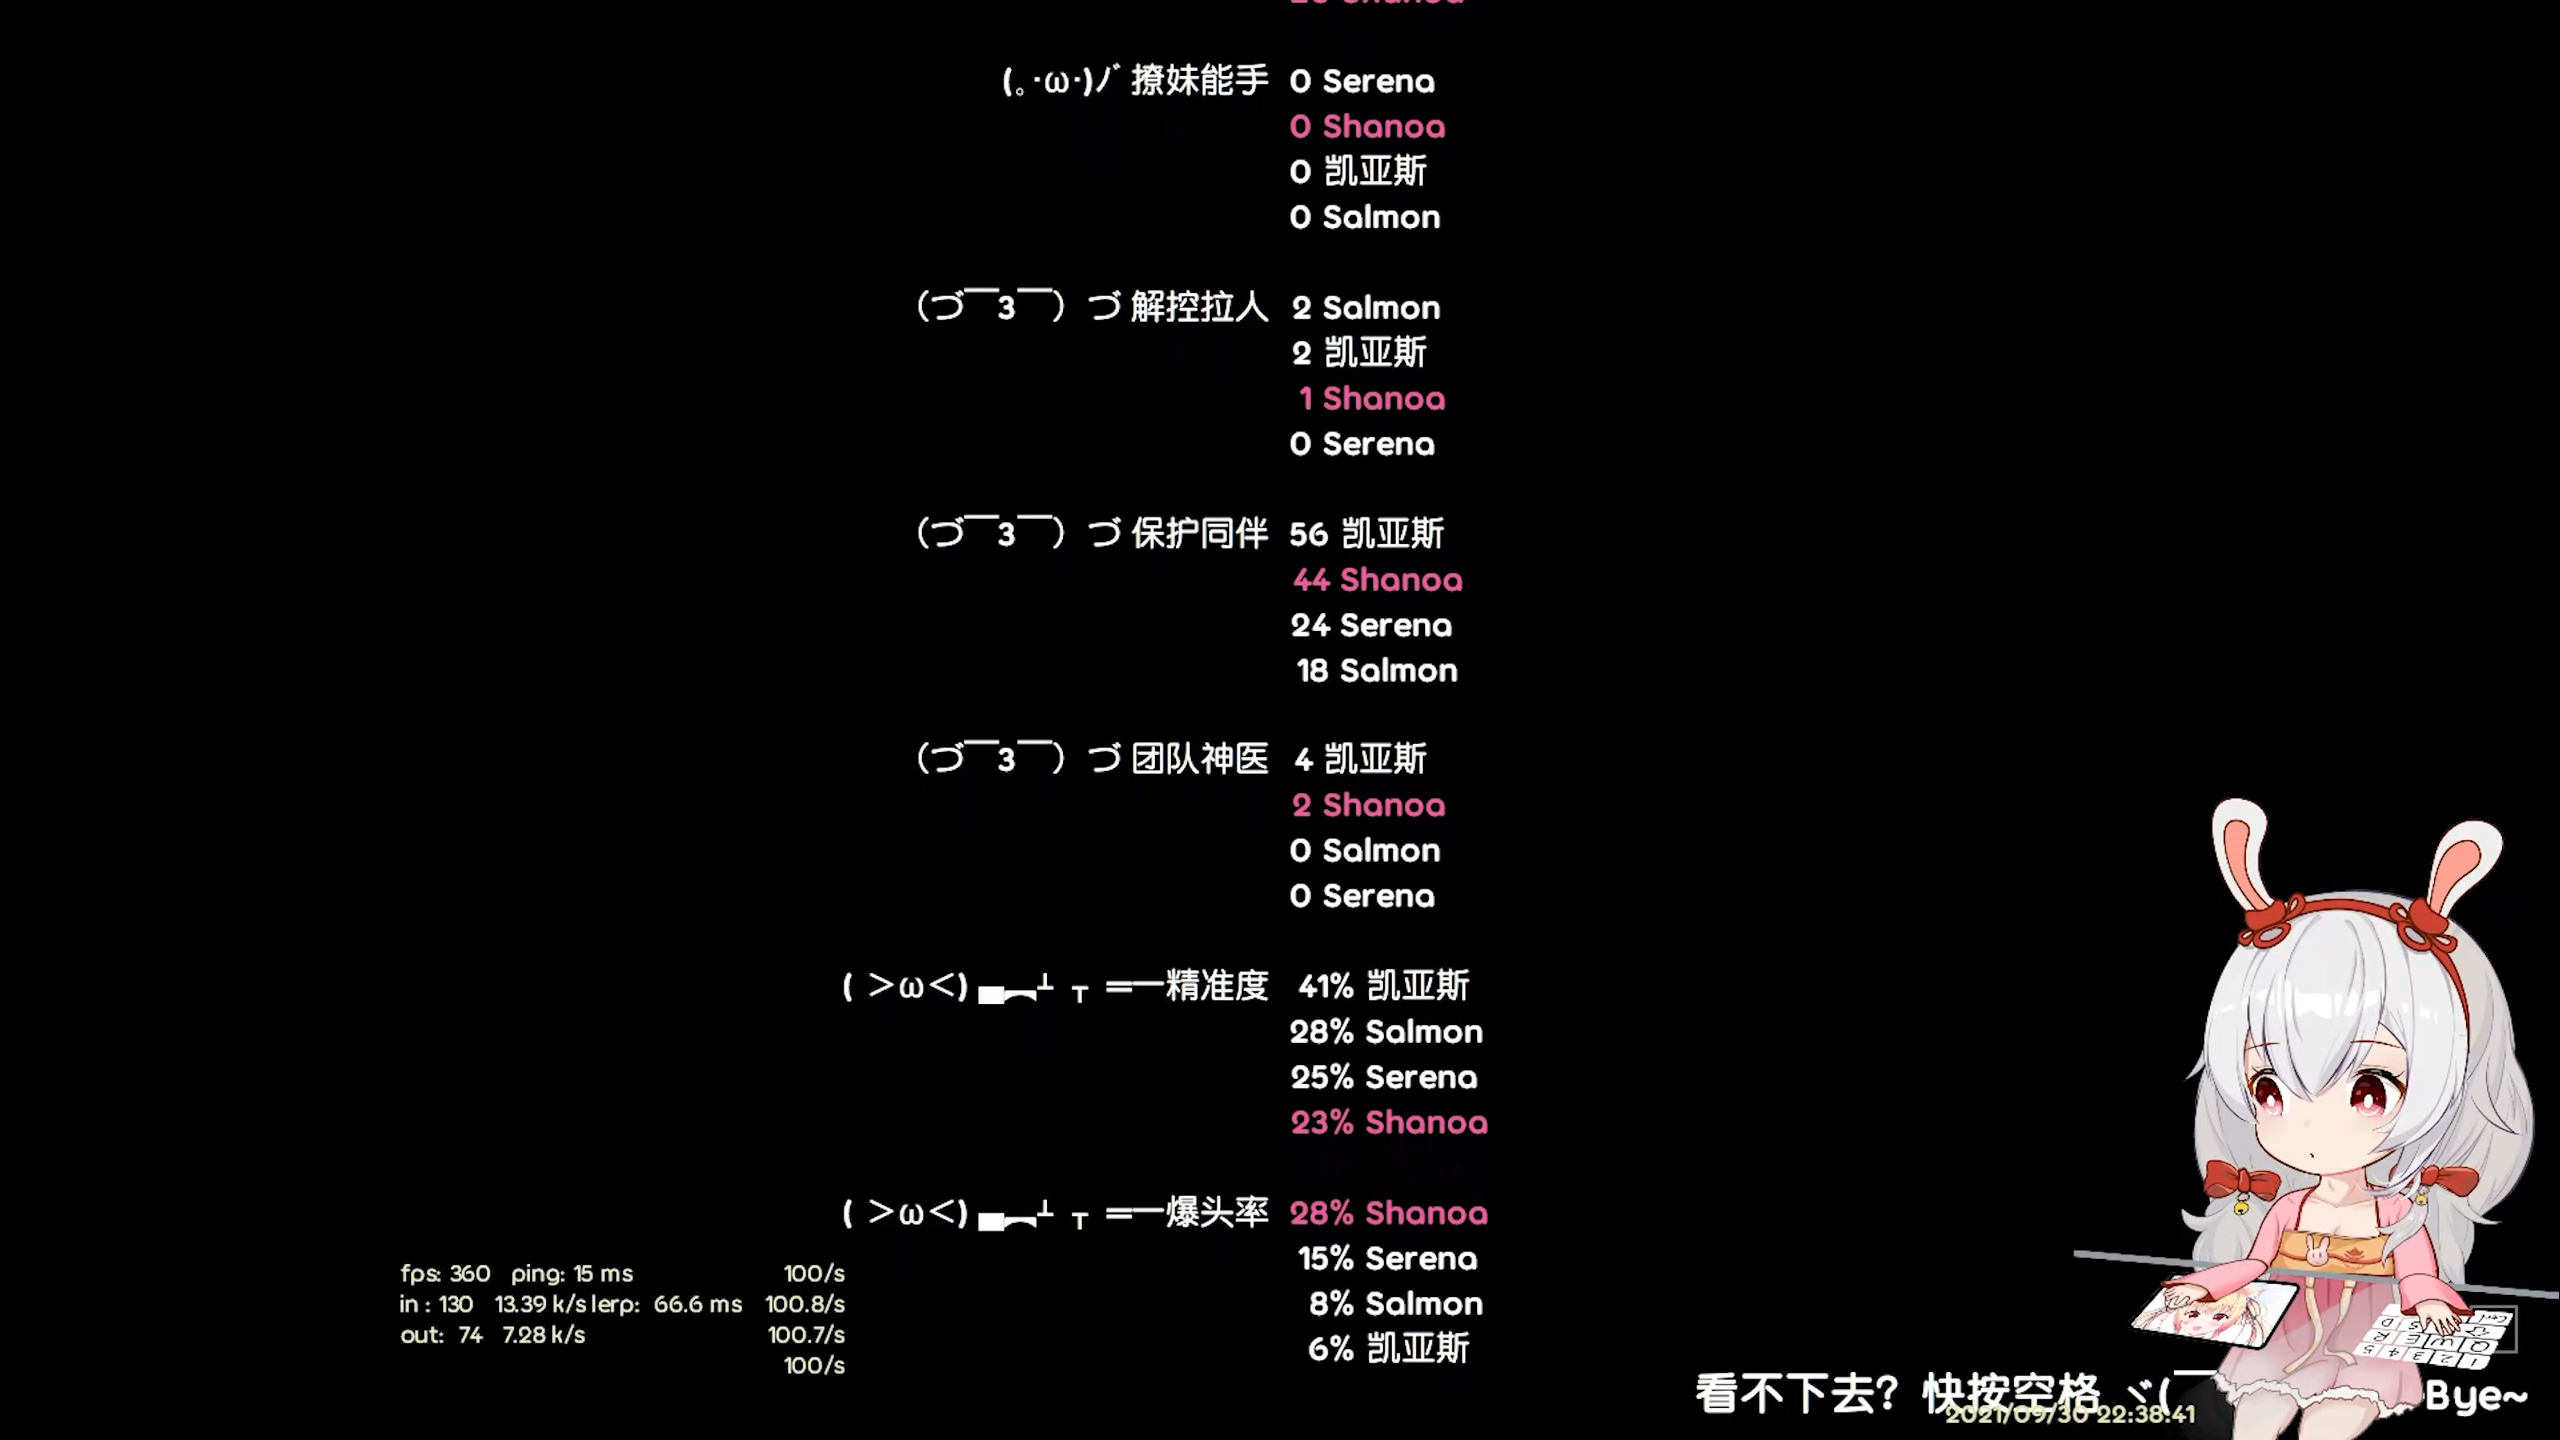 (｡･ω･)ﾉﾞ 撩妹能手 0 Serena
0 Shanoa
0 凯亚斯
0 Salmon
（づ￣3￣）づ 解控拉人 2 Salmon
2 凯亚斯
1 Shanoa
0 Serena
（づ￣3￣）づ 保护同伴 56 凯亚斯
44 Shanoa
24 Serena
18 Salmon
（づ￣3￣）づ 团队神医 4 凯亚斯
2 Shanoa
0 Salmon
0 Serena
( ＞ω＜) ▄︻┻┳═一精准度 41% 凯亚斯
28% Salmon
25% Serena
23% Shanoa
( ＞ω＜) ▄︻┻┳═一爆头率 28% Shanoa
15% Serena
8% Salmon
6% 凯亚斯
fps: 360 ping: 15 ms 100/s
in : 130 13.39 k/s lerp: 66.6 ms 100.8/s
out: 74 7.28 k/s 100.7/s
100/s
看不下去？快按空格 ヾ(￣ Bye~
2021/09/30 22:38:41